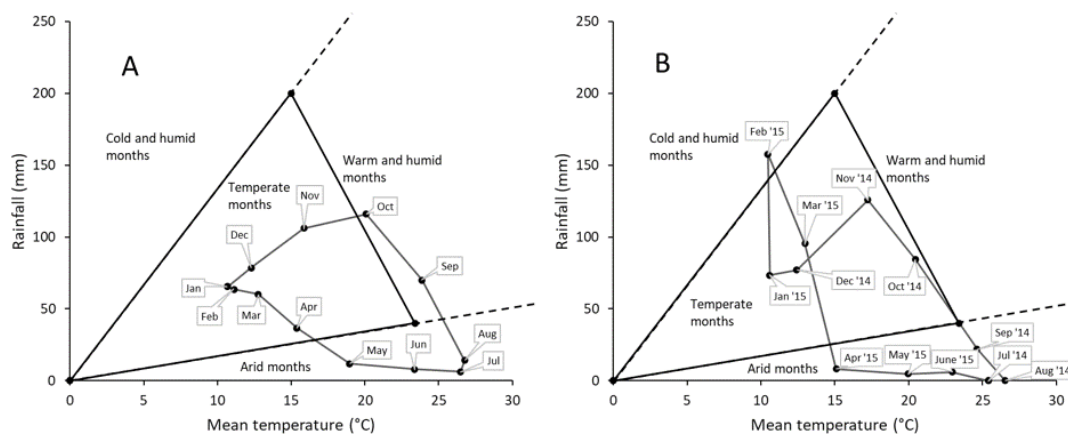 A
Rainfall (mm)
250
200
150
100
50
0
Cold and humid
months
Temperate
months
Warm and humid
months
Nov
Oct
Dec
Sep
Jan
Feb
Mar
Apr
May
Jun
Aug
Jul
Arid months
0
5
10
15
20
25
30
Mean temperature (°C)
B
Rainfall (mm)
250
200
150
100
50
0
Cold and humid
months
Feb '15
Warm and humid
months
Nov '14
Mar '15
Dec '14
Oct '14
Jan '15
Temperate
months
Sep '14
Arid months
Apr '15
May '15
June '15
Jul '14
Aug '14
0
5
10
15
20
25
30
Mean temperature (°C)